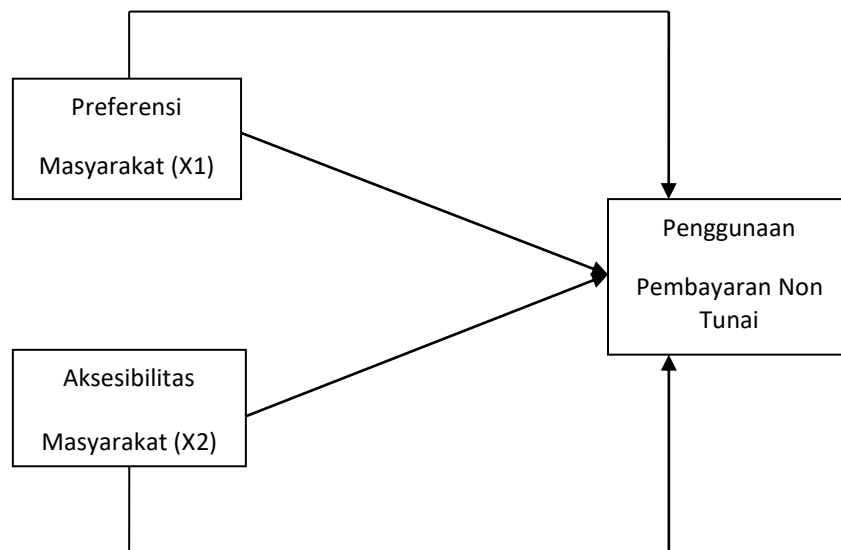 Preferensi
Masyarakat (X1)
Penggunaan
Pembayaran Non
Tunai
Aksesibilitas
Masyarakat (X2)